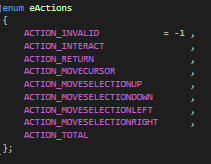 enum eActions
{
ACTION_INVALID = -1 ,
ACTION_INTERACT ,
ACTION_RETURN ,
ACTION_MOVECURSOR ,
ACTION_MOVESELECTIONUP ,
ACTION_MOVESELECTIONDOWN ,
ACTION_MOVESELECTIONLEFT ,
ACTION_MOVESELECTIONRIGHT ,
ACTION_TOTAL
};